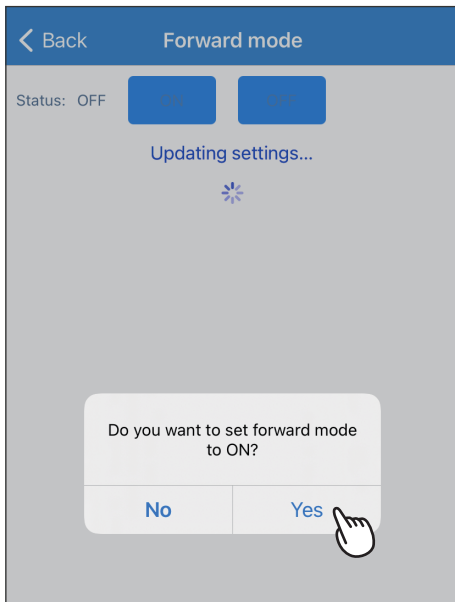 Back Forward mode
Status: OFF
Updating settings...
Do you want to set forward mode
to ON?
No Yes